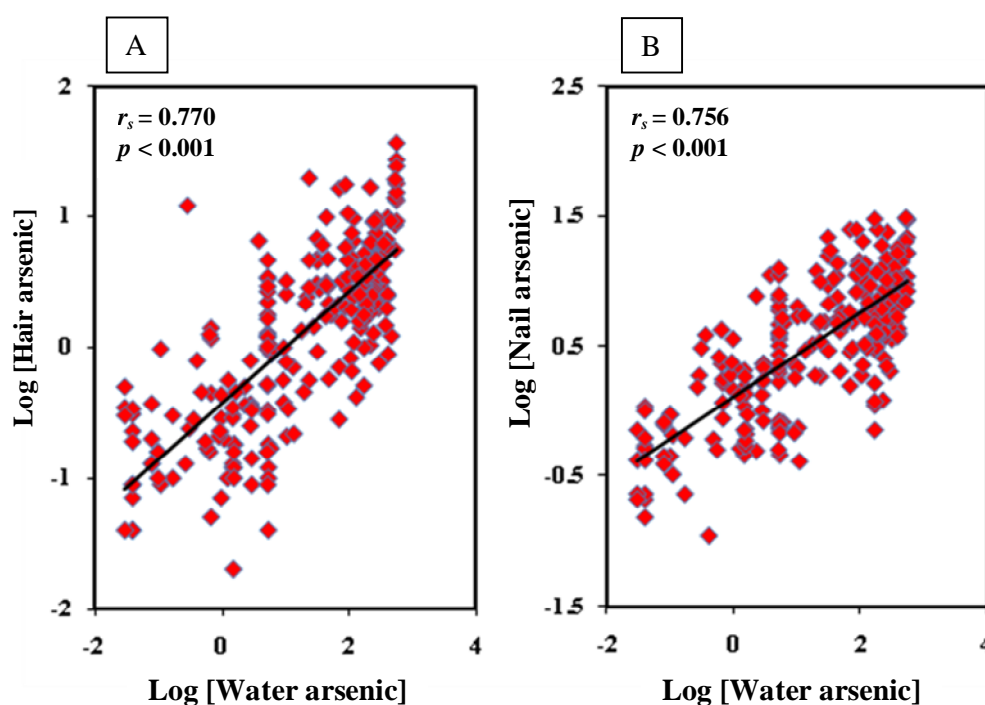 A
B
r_s = 0.770
p < 0.001
2
1
0
-1
-2
-2 0 2 4
Log [Hair arsenic]
Log [Water arsenic]
r_s = 0.756
p < 0.001
2.5
1.5
0.5
-0.5
-1.5
-2 0 2 4
Log [Nail arsenic]
Log [Water arsenic]